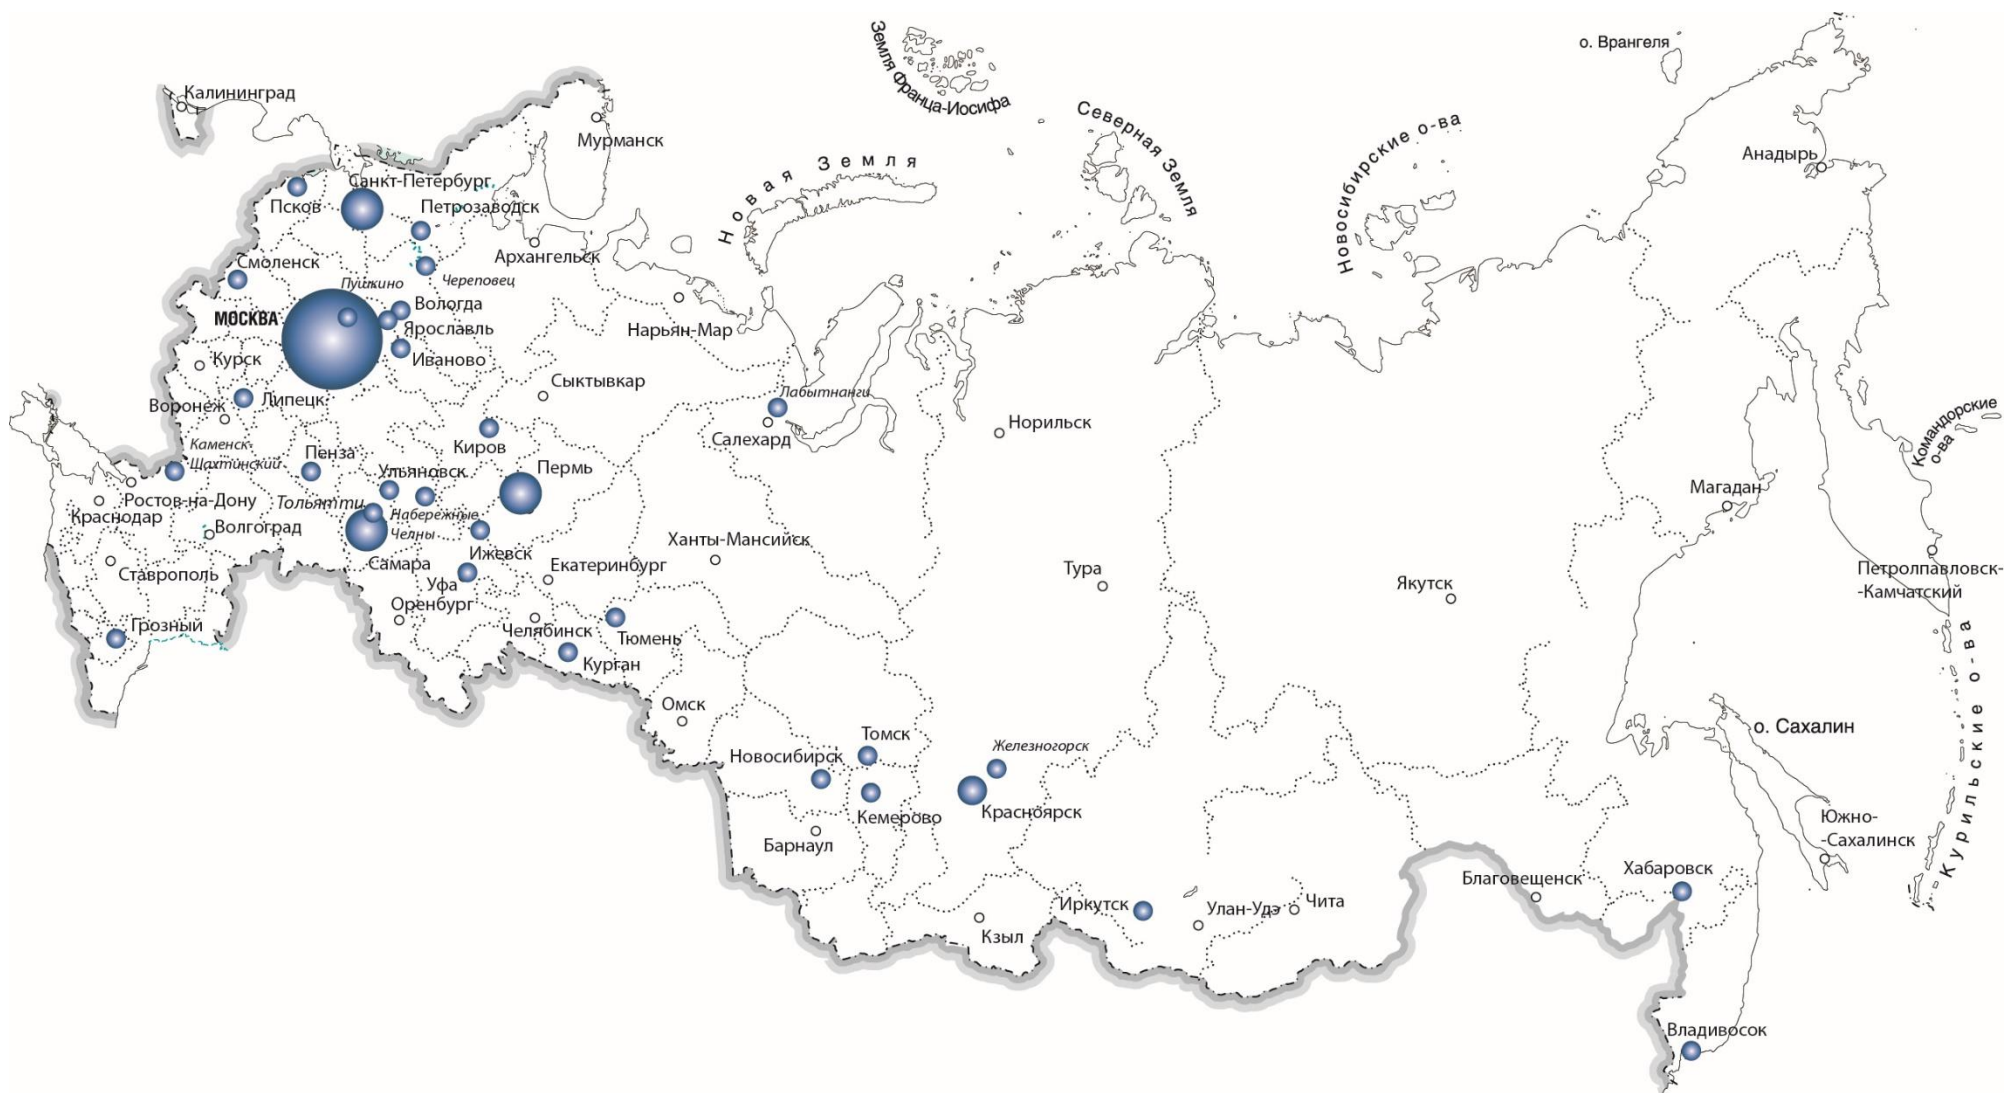 о. Врангеля
Земля Франца-Иосифа
Северная Земля
Новосибирские о-ва
Новая Земля
Калининград
Мурманск
Анадырь
Санкт-Петербург
Псков
Петрозаводск
Архангельск
Смоленск
Пушкино
Череповец
МОСКВА
Вологда
Ярославль
Нарьян-Мар
Иваново
Курск
Сыктывкар
Лабытнанги
Липецк
Воронеж
Салехард
Норильск
Командорские
о-ва
Киров
Каменск-
Шахтинский
Пенза
Ульяновск
Пермь
Магадан
Ростов-на-Дону
Тольятти
Краснодар
Набережные
Челны
Волгоград
Ханты-Мансийск
Ижевск
Самара
Екатеринбург
Тура
Петролпавловск-
-Камчатский
Ставрополь
Уфа
Якутск
Оренбург
Грозный
Челябинск
Тюмень
Курган
Курильские о-ва
Омск
о. Сахалин
Томск
Железногорск
Новосибирск
Кемерово
Красноярск
Южно-
-Сахалинск
Барнаул
Хабаровск
Благовещенск
Иркутск
Улан-Удэ
Чита
Кзыл
Владивосок